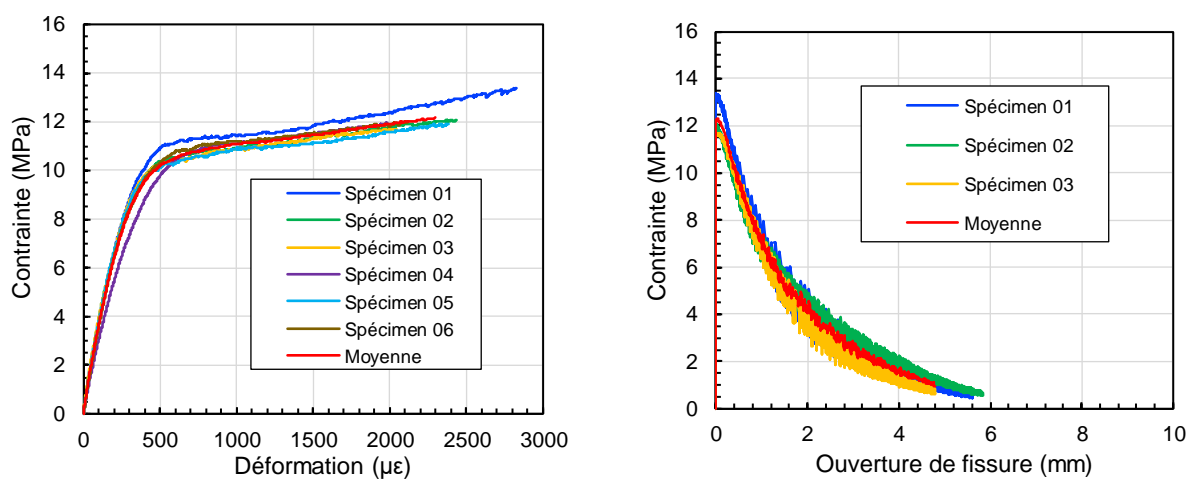 16
14
12
10
8
6
4
2
0
Contrainte (MPa)
Spécimen 01
Spécimen 02
Spécimen 03
Spécimen 04
Spécimen 05
Spécimen 06
Moyenne
0 500 1000 1500 2000 2500 3000
Déformation (με)
16
14
12
10
8
6
4
2
0
Contrainte (MPa)
Spécimen 01
Spécimen 02
Spécimen 03
Moyenne
0 2 4 6 8 10
Ouverture de fissure (mm)